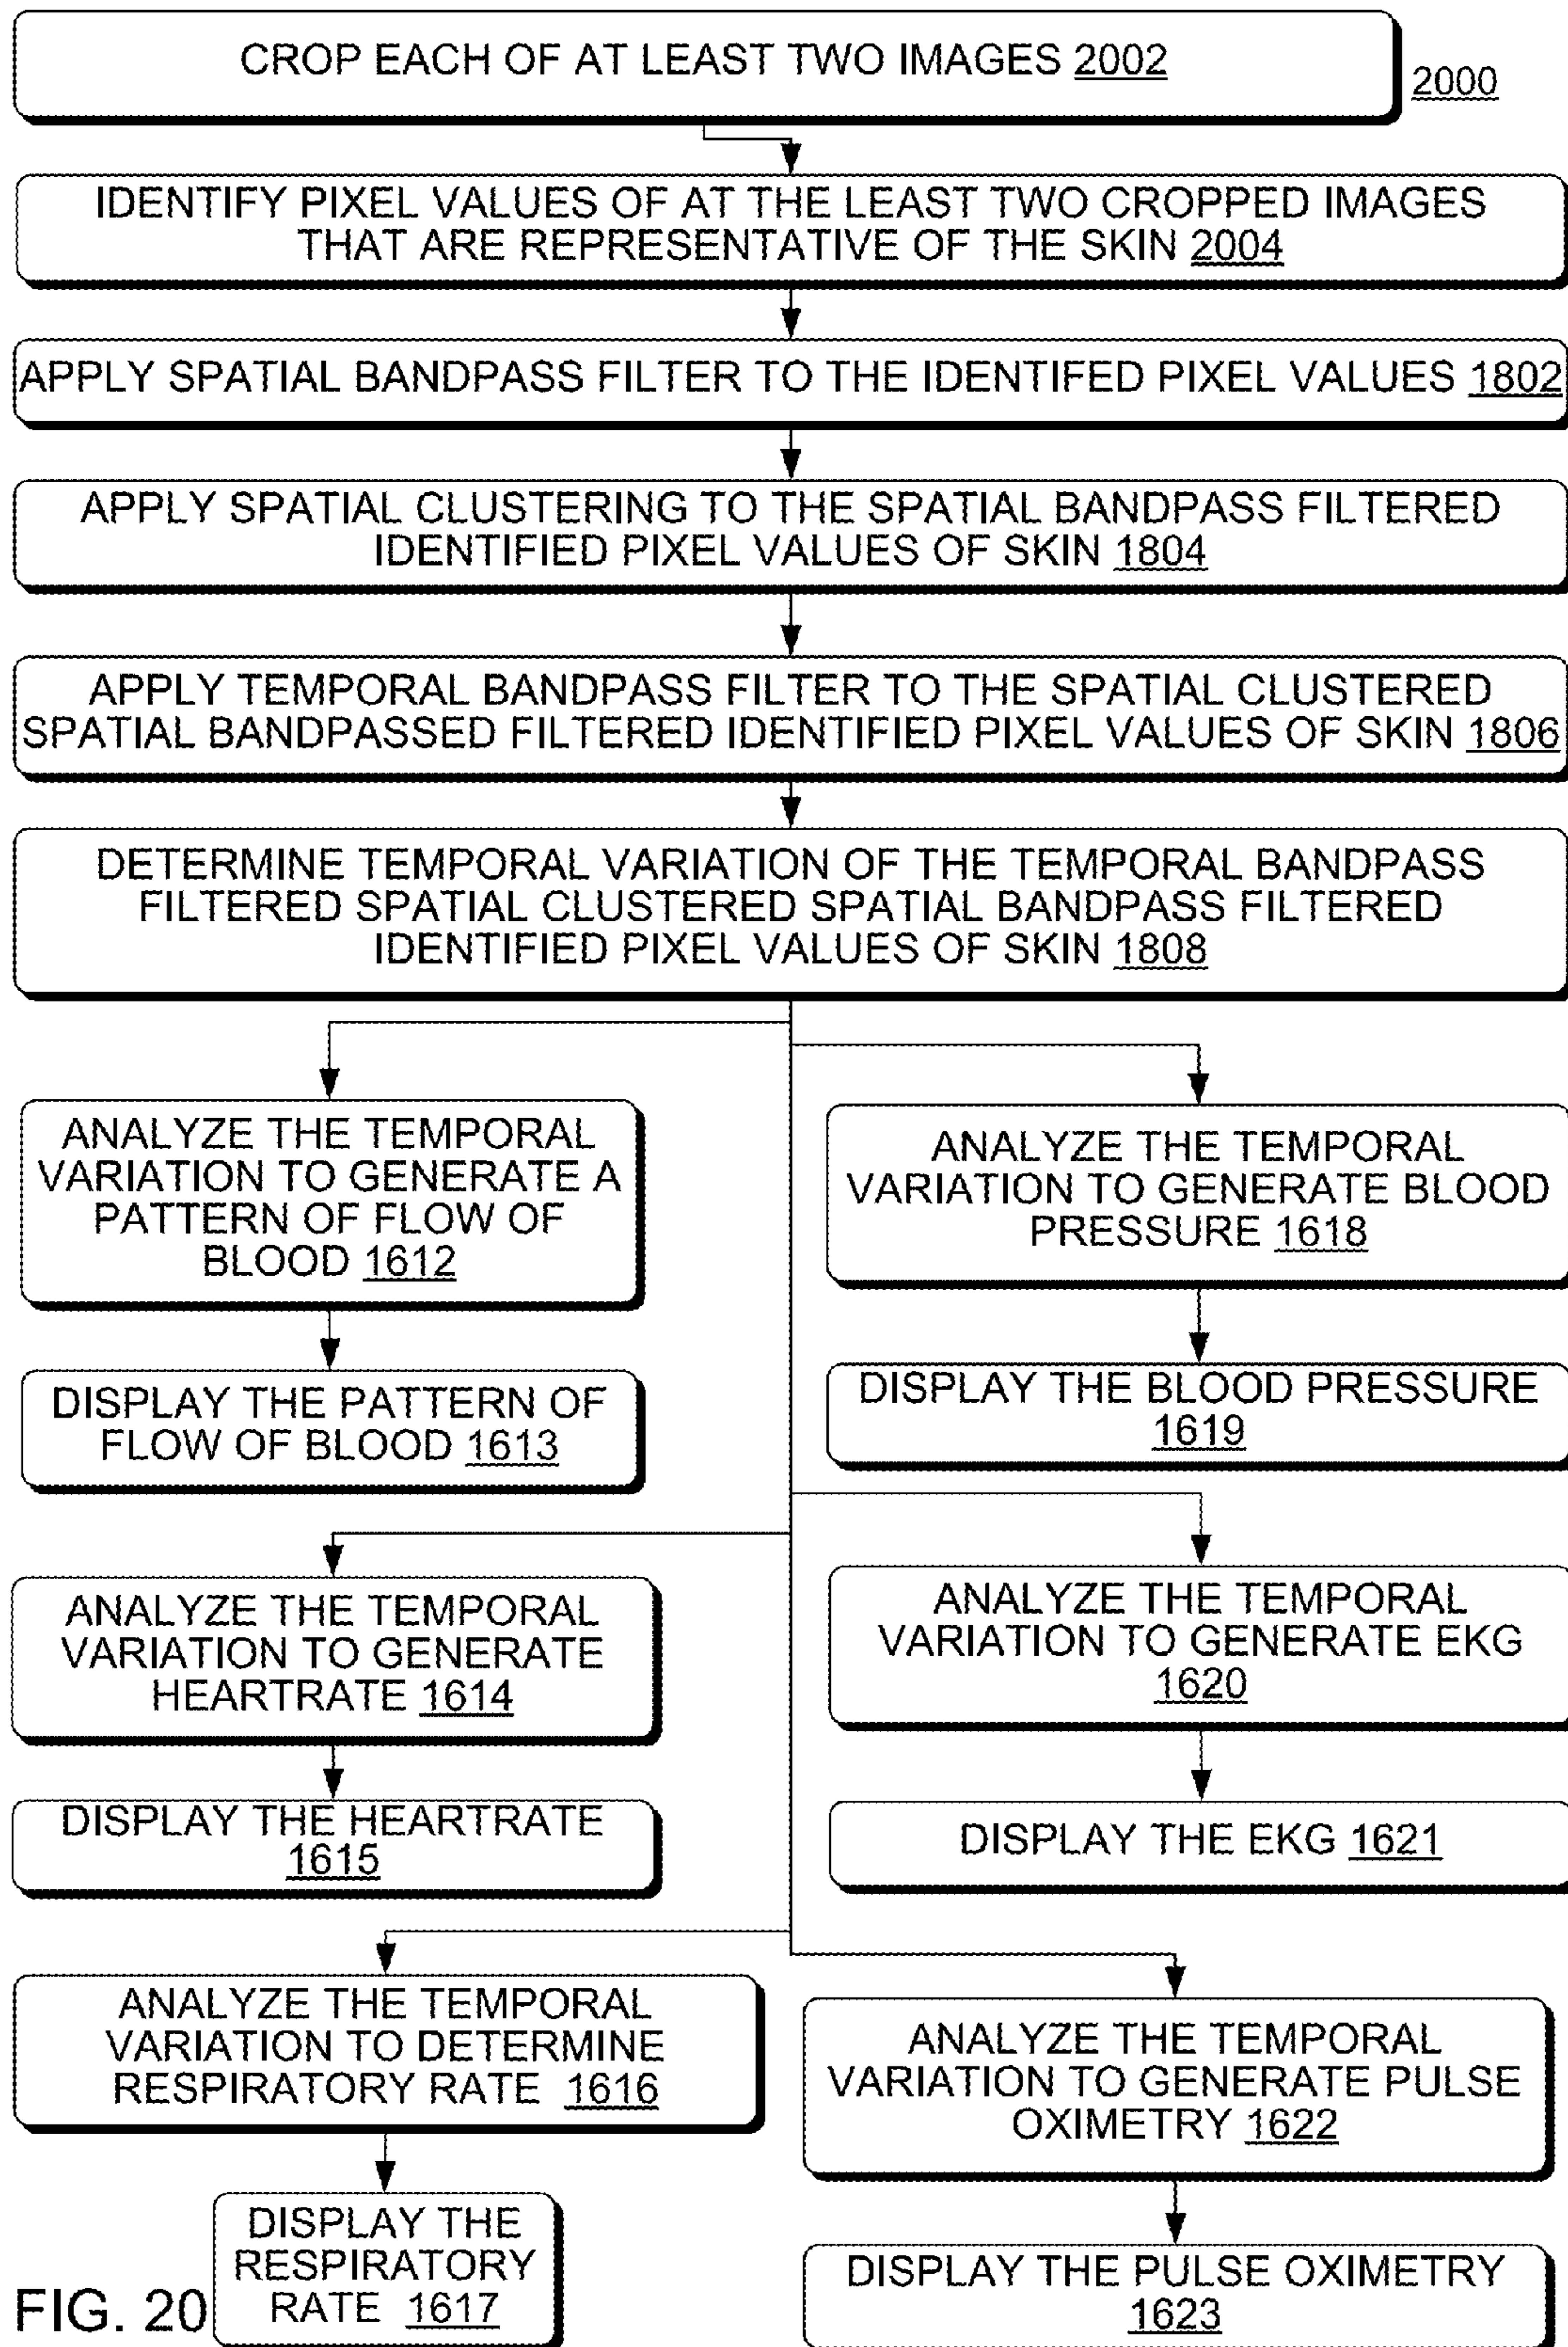 CROP EACH OF AT LEAST TWO IMAGES 2002
2000
IDENTIFY PIXEL VALUES OF AT THE LEAST TWO CROPPED IMAGES
THAT ARE REPRESENTATIVE OF THE SKIN 2004
APPLY SPATIAL BANDPASS FILTER TO THE IDENTIFED PIXEL VALUES 1802
APPLY SPATIAL CLUSTERING TO THE SPATIAL BANDPASS FILTERED
IDENTIFIED PIXEL VALUES OF SKIN 1804
APPLY TEMPORAL BANDPASS FILTER TO THE SPATIAL CLUSTERED
SPATIAL BANDPASSED FILTERED IDENTIFIED PIXEL VALUES OF SKIN 1806
DETERMINE TEMPORAL VARIATION OF THE TEMPORAL BANDPASS
FILTERED SPATIAL CLUSTERED SPATIAL BANDPASS FILTERED
IDENTIFIED PIXEL VALUES OF SKIN 1808
ANALYZE THE TEMPORAL
VARIATION TO GENERATE A
PATTERN OF FLOW OF
BLOOD 1612
ANALYZE THE TEMPORAL
VARIATION TO GENERATE BLOOD
PRESSURE 1618
DISPLAY THE PATTERN OF
FLOW OF BLOOD 1613
DISPLAY THE BLOOD PRESSURE
1619
ANALYZE THE TEMPORAL
VARIATION TO GENERATE
HEARTRATE 1614
ANALYZE THE TEMPORAL
VARIATION TO GENERATE EKG
1620
DISPLAY THE HEARTRATE
1615
DISPLAY THE EKG 1621
ANALYZE THE TEMPORAL
VARIATION TO DETERMINE
RESPIRATORY RATE 1616
ANALYZE THE TEMPORAL
VARIATION TO GENERATE PULSE
OXIMETRY 1622
DISPLAY THE
RESPIRATORY
RATE 1617
DISPLAY THE PULSE OXIMETRY
1623
FIG. 20